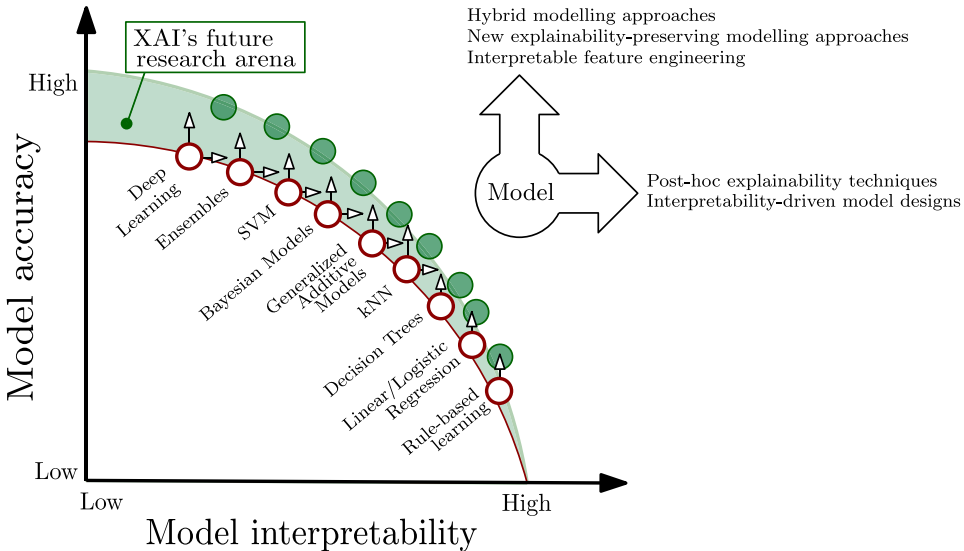 XAI's future
research arena
Hybrid modelling approaches
New explainability-preserving modelling approaches
Interpretable feature engineering
High
Model accuracy
Low
Deep
Learning
Ensembles
SVM
Bayesian Models
Generalized
Additive
Models
kNN
Decision Trees
Linear/Logistic
Regression
Rule-based
learning
Model
Post-hoc explainability techniques
Interpretability-driven model designs
Low
High
Model interpretability